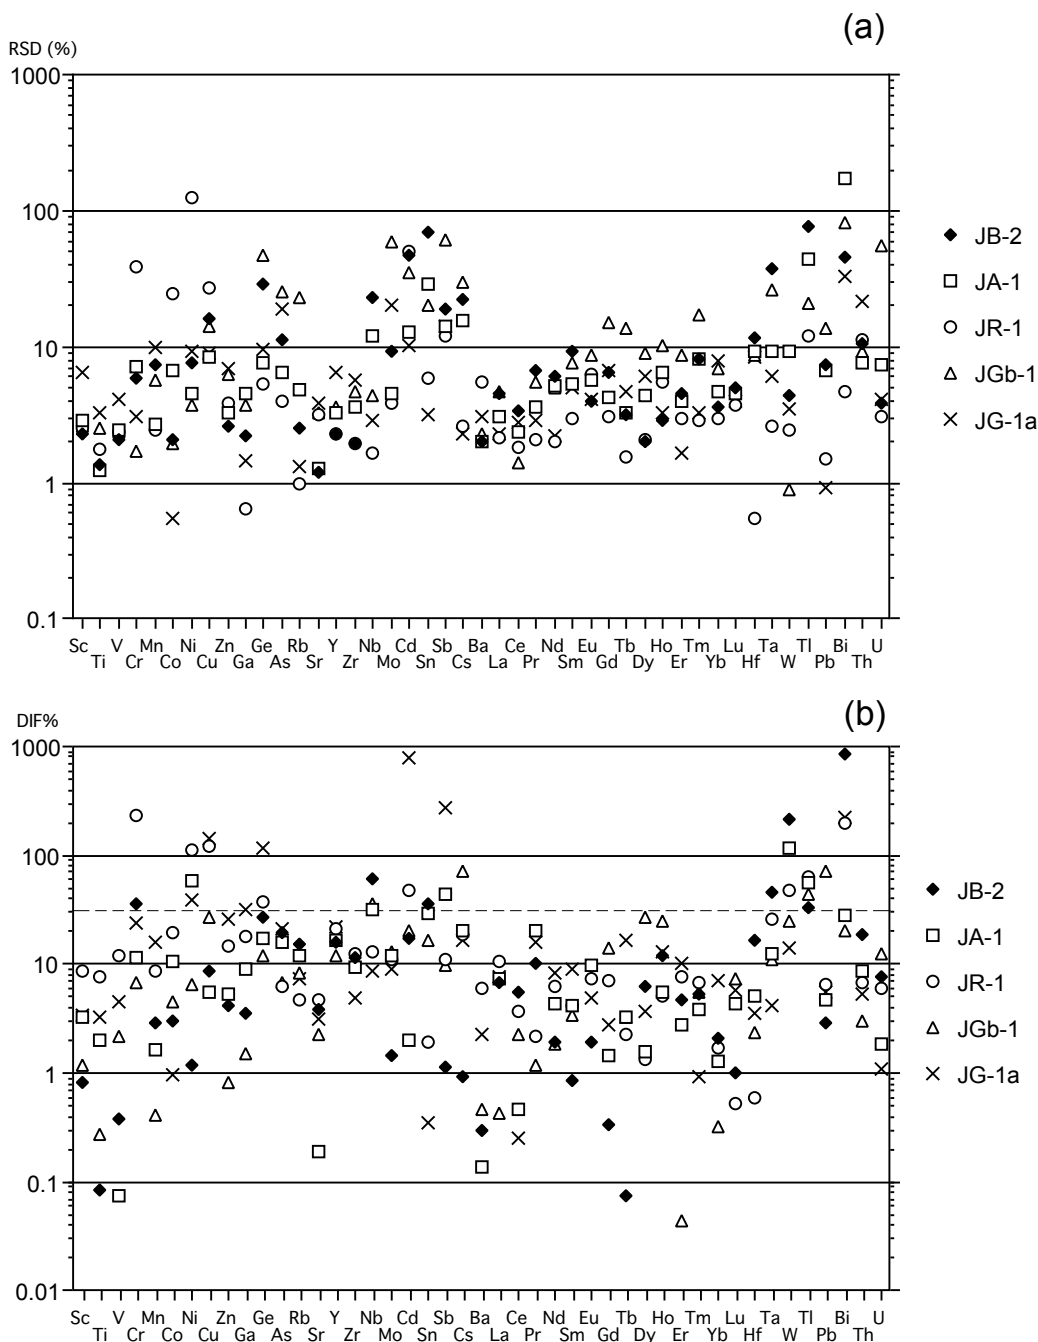 (a)
RSD (%)
1000
100
10
1
0.1
Sc V Mn Ni Zn Ge Rb Y Nb Cd Sb Ba Ce Nd Eu Tb Ho Tm Lu Ta Tl Bi U
Ti Cr Co Cu Ga As Sr Zr Mo Sn Cs La Pr Sm Gd Dy Er Yb Hf W Pb Th
JB-2
JA-1
JR-1
JGb-1
JG-1a
(b)
DIF%
1000
100
10
1
0.1
0.01
Sc V Mn Ni Zn Ge Rb Y Nb Cd Sb Ba Ce Nd Eu Tb Ho Tm Lu Ta Tl Bi U
Ti Cr Co Cu Ga As Sr Zr Mo Sn Cs La Pr Sm Gd Dy Er Yb Hf W Pb Th
JB-2
JA-1
JR-1
JGb-1
JG-1a